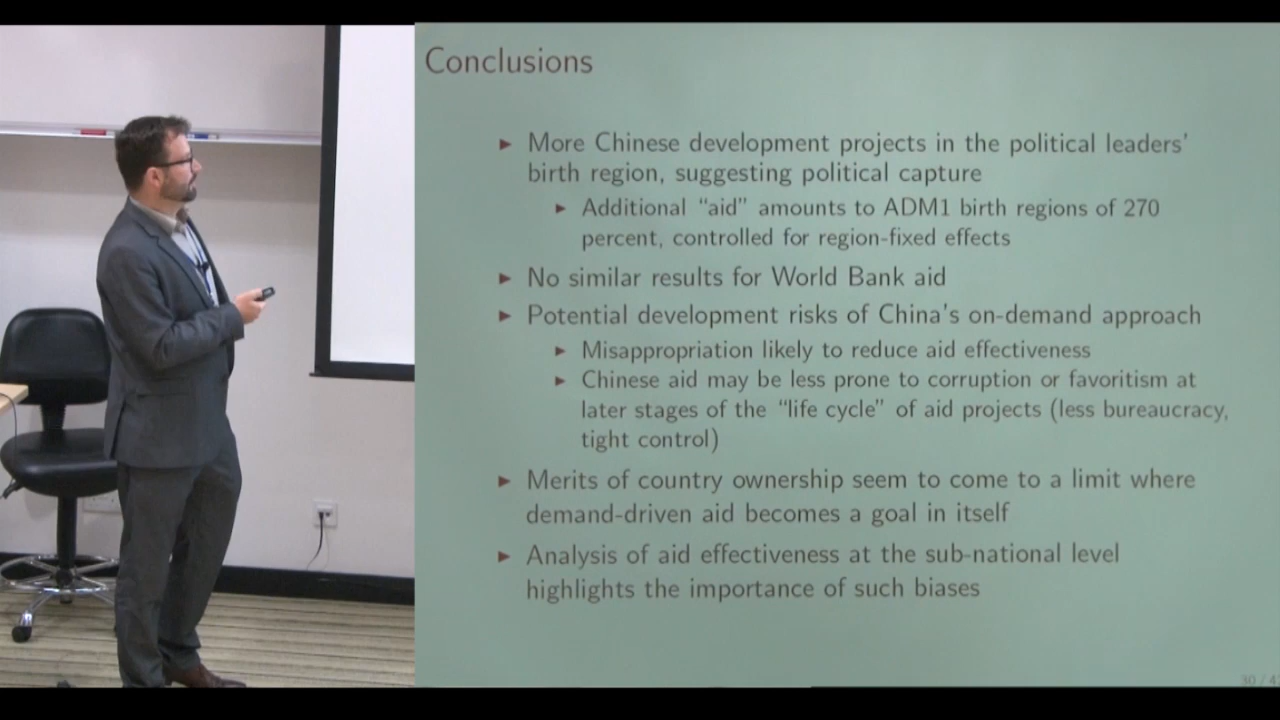 Conclusions
► More Chinese development projects in the political leaders'
birth region, suggesting political capture
► Additional “aid” amounts to ADM1 birth regions of 270
percent, controlled for region-fixed effects
► No similar results for World Bank aid
► Potential development risks of China's on-demand approach
► Misappropriation likely to reduce aid effectiveness
► Chinese aid may be less prone to corruption or favoritism at
later stages of the “life cycle” of aid projects (less bureaucracy,
tight control)
► Merits of country ownership seem to come to a limit where
demand-driven aid becomes a goal in itself
► Analysis of aid effectiveness at the sub-national level
highlights the importance of such biases
30 /